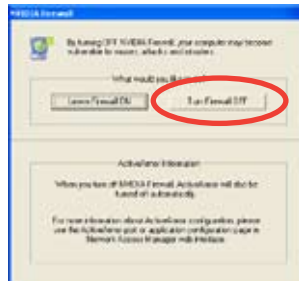 NVIDIA Firewall
By turning OFF NVIDIA Firewall, your computer may become
vulnerable to viruses, attacks and intruders.
What would you like to do?
Leave Firewall ON
Turn Firewall OFF
ActiveArmor Information
When you turn off NVIDIA Firewall, ActiveArmor will also be
turned off automatically.
For more information about ActiveArmor configuration, please
use the ActiveArmor port or application configuration page in
Network Access Manager web interface.